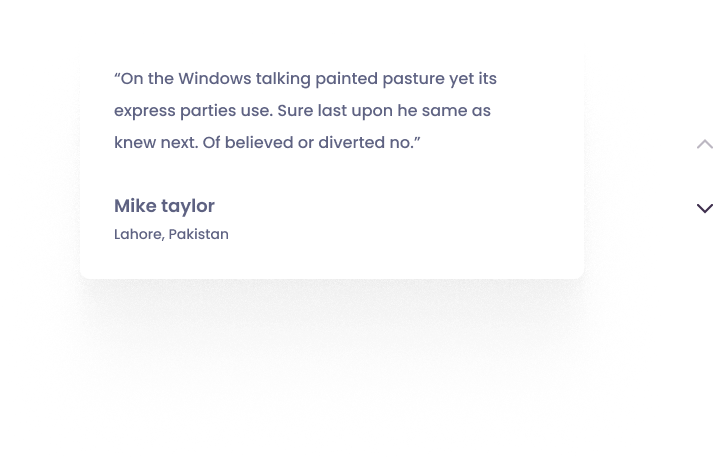 “On the Windows talking painted pasture yet its
express parties use. Sure last upon he same as
knew next. Of believed or diverted no.”
Mike taylor
Lahore, Pakistan